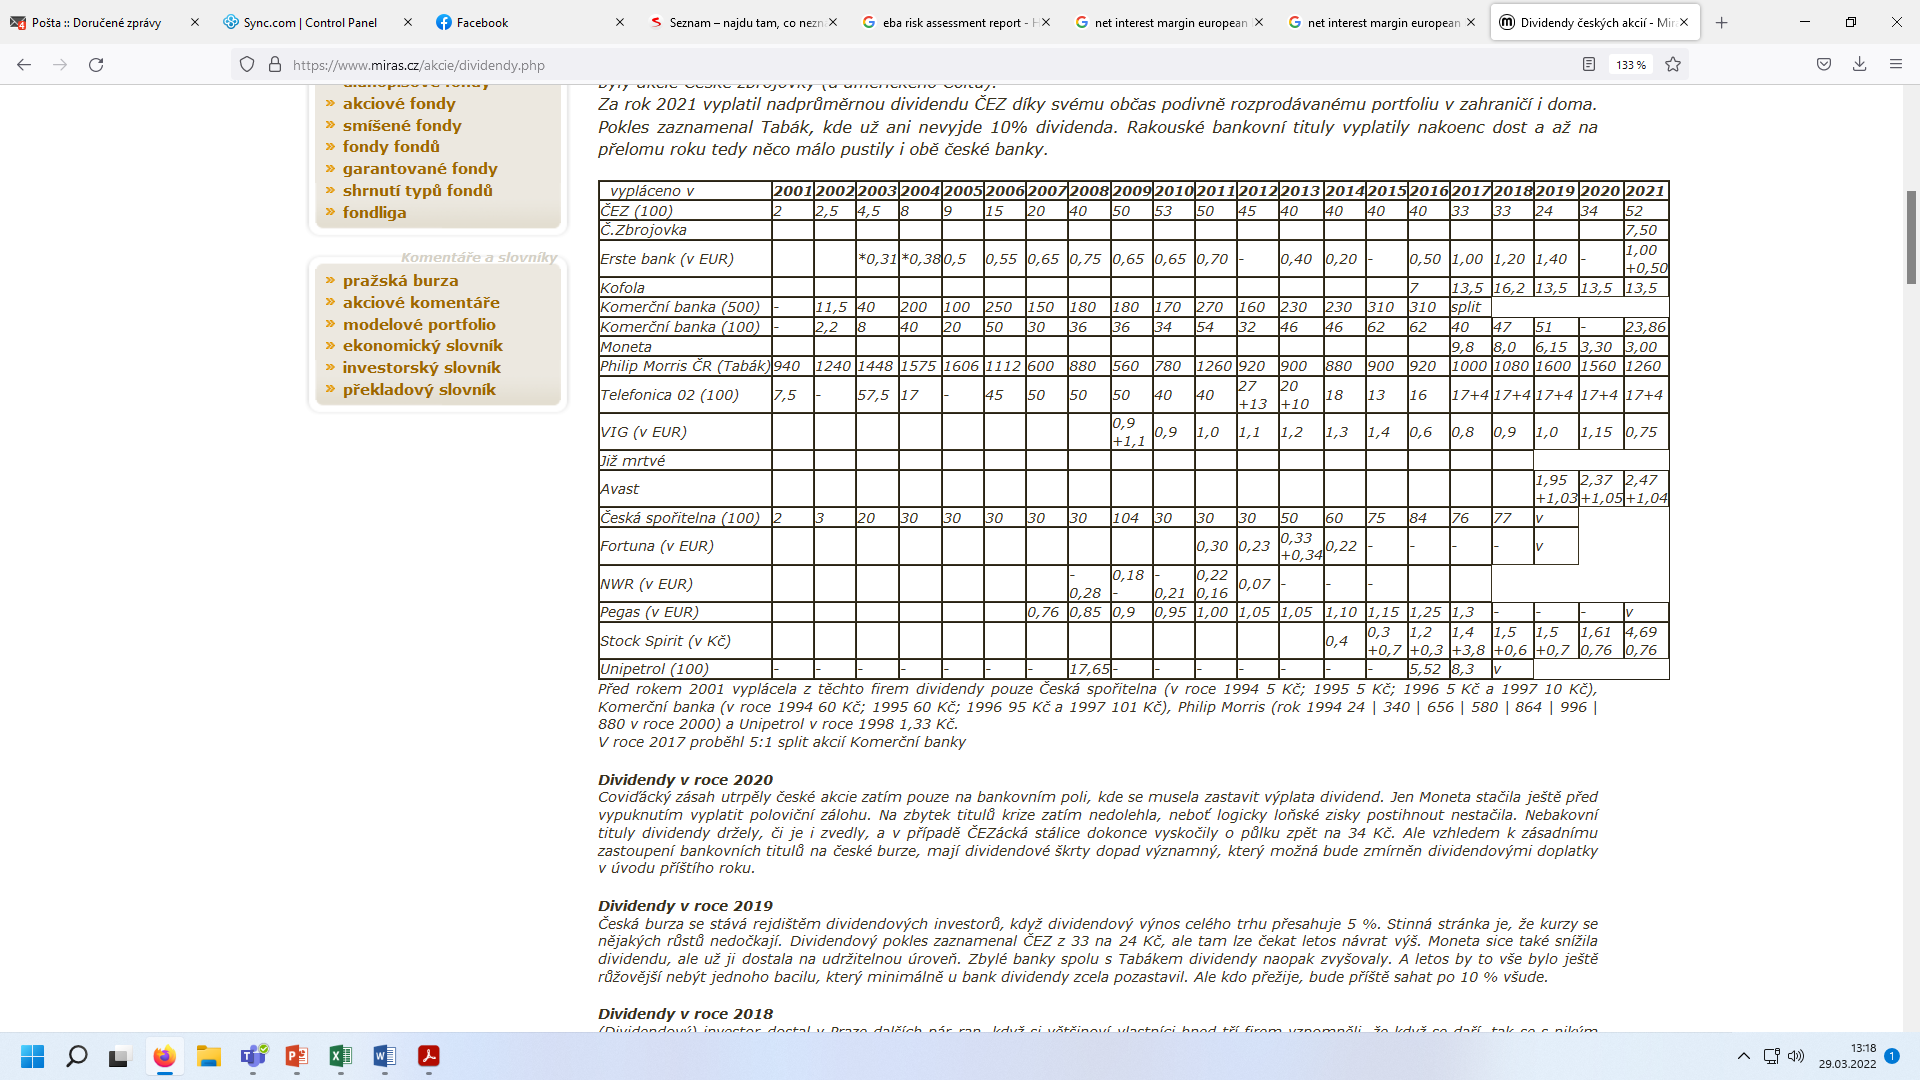 Pošta :: Doručené zprávy
Sync.com | Control Panel
Facebook
Seznam – najdu tam, co nezn
eba risk assessment report - H
net interest margin european
net interest margin european
Dividendy českých akcií - Mir
https://www.miras.cz/akcie/dividendy.php
133 %
akciové fondy
smíšené fondy
fondy fondů
garantované fondy
shrnutí typů fondů
fondliga
Komentáře a slovníky
pražská burza
akciové komentáře
modelové portfolio
ekonomický slovník
investorský slovník
překladový slovník
byly akcie České zbrojovky (u amerického Coltu).
Za rok 2021 vyplatil nadprůměrnou dividendu ČEZ díky svému občas podivně rozprodávanému portfoliu v zahraničí i doma.
Pokles zaznamenal Tabák, kde už ani nevyjde 10% dividenda. Rakouské bankovní tituly vyplatily nakoenc dost a až na
přelomu roku tedy něco málo pustily i obě české banky.
vypláceno v 2001 2002 2003 2004 2005 2006 2007 2008 2009 2010 2011 2012 2013 2014 2015 2016 2017 2018 2019 2020 2021
ČEZ (100) 2 2,5 4,5 8 9 15 20 40 50 53 50 45 40 40 40 40 33 33 24 34 52
Č.Zbrojovka 7,50
Erste bank (v EUR) *0,31 *0,38 0,5 0,55 0,65 0,75 0,65 0,65 0,70 - 0,40 0,20 - 0,50 1,00 1,20 1,40 - 1,00 +0,50
Kofola 7 13,5 16,2 13,5 13,5 13,5
Komerční banka (500) - 11,5 40 200 100 250 150 180 180 170 270 160 230 230 310 310 split
Komerční banka (100) - 2,2 8 40 20 50 30 36 36 34 54 32 46 46 62 62 40 47 51 - 23,86
Moneta 9,8 8,0 6,15 3,30 3,00
Philip Morris ČR (Tabák) 940 1240 1448 1575 1606 1112 600 880 560 780 1260 920 900 880 900 920 1000 1080 1600 1560 1260
Telefonica 02 (100) 7,5 - 57,5 17 - 45 50 50 50 40 40 27 +13 20 +10 18 13 16 17+4 17+4 17+4 17+4 17+4
VIG (v EUR) 0,9 +1,1 0,9 1,0 1,1 1,2 1,3 1,4 0,6 0,8 0,9 1,0 1,15 0,75
Již mrtvé
Avast 1,95 +1,03 2,37 +1,05 2,47 +1,04
Česká spořitelna (100) 2 3 20 30 30 30 30 30 104 30 30 30 50 60 75 84 76 77 v
Fortuna (v EUR) 0,30 0,23 0,33 +0,34 0,22 - - - - v
NWR (v EUR) - 0,28 0,18 - - 0,21 0,22 0,16 0,07 - - -
Pegas (v EUR) 0,76 0,85 0,9 0,95 1,00 1,05 1,05 1,10 1,15 1,25 1,3 - - - v
Stock Spirit (v Kč) 0,4 0,3 +0,7 1,2 +0,3 1,4 +3,8 1,5 +0,6 1,5 +0,7 1,61 0,76 4,69 0,76
Unipetrol (100) - - - - - - - 17,65 - - - - - - - 5,52 8,3 v
Před rokem 2001 vyplácela z těchto firem dividendy pouze Česká spořitelna (v roce 1994 5 Kč; 1995 5 Kč; 1996 5 Kč a 1997 10 Kč),
Komerční banka (v roce 1994 60 Kč; 1995 60 Kč; 1996 95 Kč a 1997 101 Kč), Philip Morris (rok 1994 24 | 340 | 656 | 580 | 864 | 996 |
880 v roce 2000) a Unipetrol v roce 1998 1,33 Kč.
V roce 2017 proběhl 5:1 split akcií Komerční banky
Dividendy v roce 2020
Coviďácký zásah utrpěly české akcie zatím pouze na bankovním poli, kde se musela zastavit výplata dividend. Jen Moneta stačila ještě před
vypuknutím vyplatit poloviční zálohu. Na zbytek titulů krize zatím nedolehla, neboť logicky loňské zisky postihnout nestačila. Nebakovní
tituly dividendy držely, či je i zvedly, a v případě ČEZácká stálice dokonce vyskočily o půlku zpět na 34 Kč. Ale vzhledem k zásadnímu
zastoupení bankovních titulů na české burze, mají dividendové škrty dopad významný, který možná bude zmírněn dividendovými doplatky
v úvodu příštího roku.
Dividendy v roce 2019
Česká burza se stává rejdištěm dividendových investorů, když dividendový výnos celého trhu přesahuje 5 %. Stinná stránka je, že kurzy se
nějakých růstů nedočkají. Dividendový pokles zaznamenal ČEZ z 33 na 24 Kč, ale tam lze čekat letos návrat výš. Moneta sice také snížila
dividendu, ale už ji dostala na udržitelnou úroveň. Zbylé banky spolu s Tabákem dividendy naopak zvyšovaly. A letos by to vše bylo ještě
růžovější nebýt jednoho bacilu, který minimálně u bank dividendy zcela pozastavil. Ale kdo přežije, bude příště sahat po 10 % všude.
Dividendy v roce 2018
(Dividendový) investor dostal v Praze dalších pár ran, když si většinoví vlastníci hned tří firem vzpomněli, že když se daří, tak se s nikým
13:18
29.03.2022
1